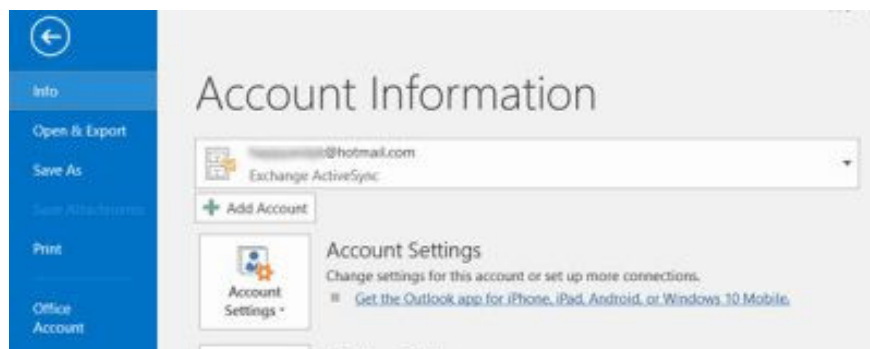 Info
Open & Export
Save As
Save Attachments
Print
Office
Account
Account Information
@hotmail.com
Exchange ActiveSync
Add Account
Account
Settings
Account Settings
Change settings for this account or set up more connections.
Get the Outlook app for iPhone, iPad, Android, or Windows 10 Mobile.